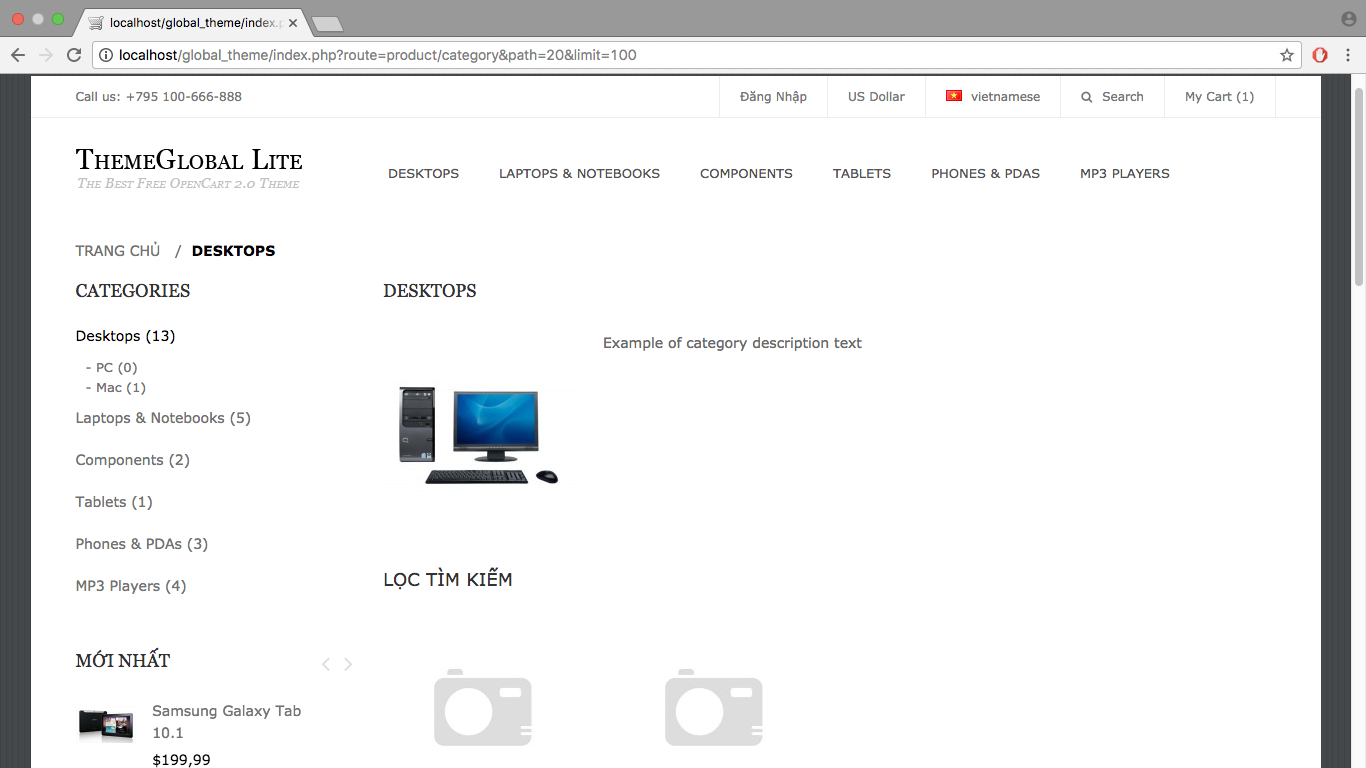 localhost/global_theme/index.p
localhost/global_theme/index.php?route=product/category&path=20&limit=100
Call us: +795 100-666-888
Đăng Nhập
US Dollar
vietnamese
Search
My Cart (1)
ThemeGlobal Lite
The Best Free OpenCart 2.0 Theme
DESKTOPS
LAPTOPS & NOTEBOOKS
COMPONENTS
TABLETS
PHONES & PDAS
MP3 PLAYERS
TRANG CHỦ / DESKTOPS
CATEGORIES
Desktops (13)
- PC (0)
- Mac (1)
Laptops & Notebooks (5)
Components (2)
Tablets (1)
Phones & PDAs (3)
MP3 Players (4)
MỚI NHẤT
Samsung Galaxy Tab
10.1
$199,99
DESKTOPS
Example of category description text
LỌC TÌM KIẾM